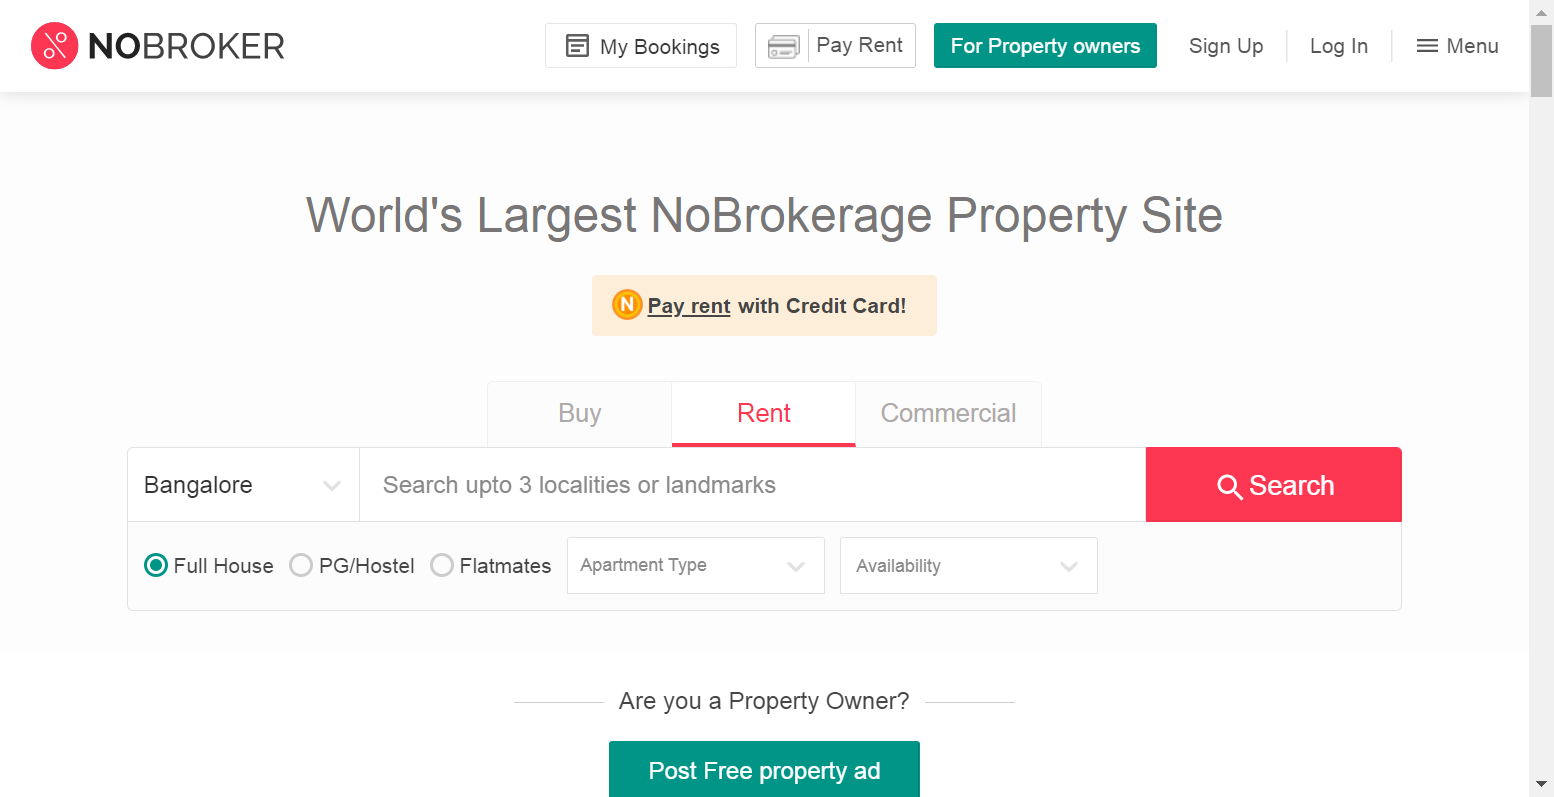 NOBROKER
My Bookings
Pay Rent
For Property owners
Sign Up
Log In
Menu
World's Largest NoBrokerage Property Site
N Pay rent with Credit Card!
Buy
Rent
Commercial
Bangalore
Search upto 3 localities or landmarks
Search
Full House
PG/Hostel
Flatmates
Apartment Type
Availability
Are you a Property Owner?
Post Free property ad